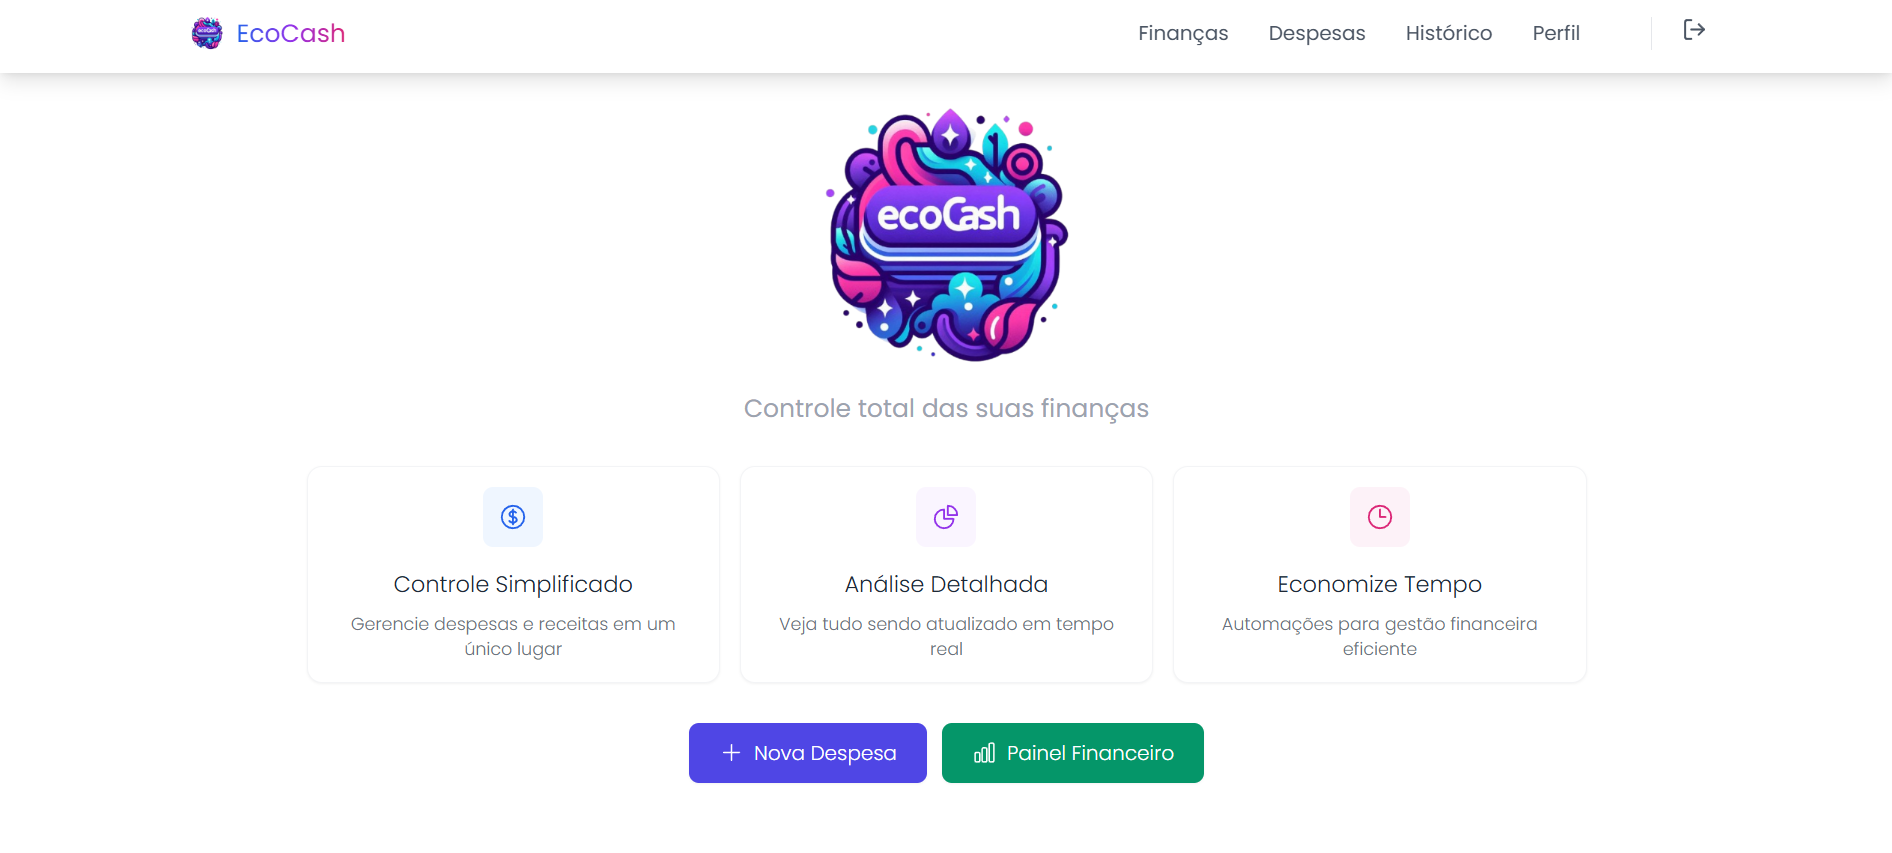 ecoCash
EcoCash
Finanças
Despesas
Histórico
Perfil
ecoCash
Controle total das suas finanças
Controle Simplificado
Gerencie despesas e receitas em um
único lugar
Análise Detalhada
Veja tudo sendo atualizado em tempo
real
Economize Tempo
Automações para gestão financeira
eficiente
Nova Despesa
Painel Financeiro